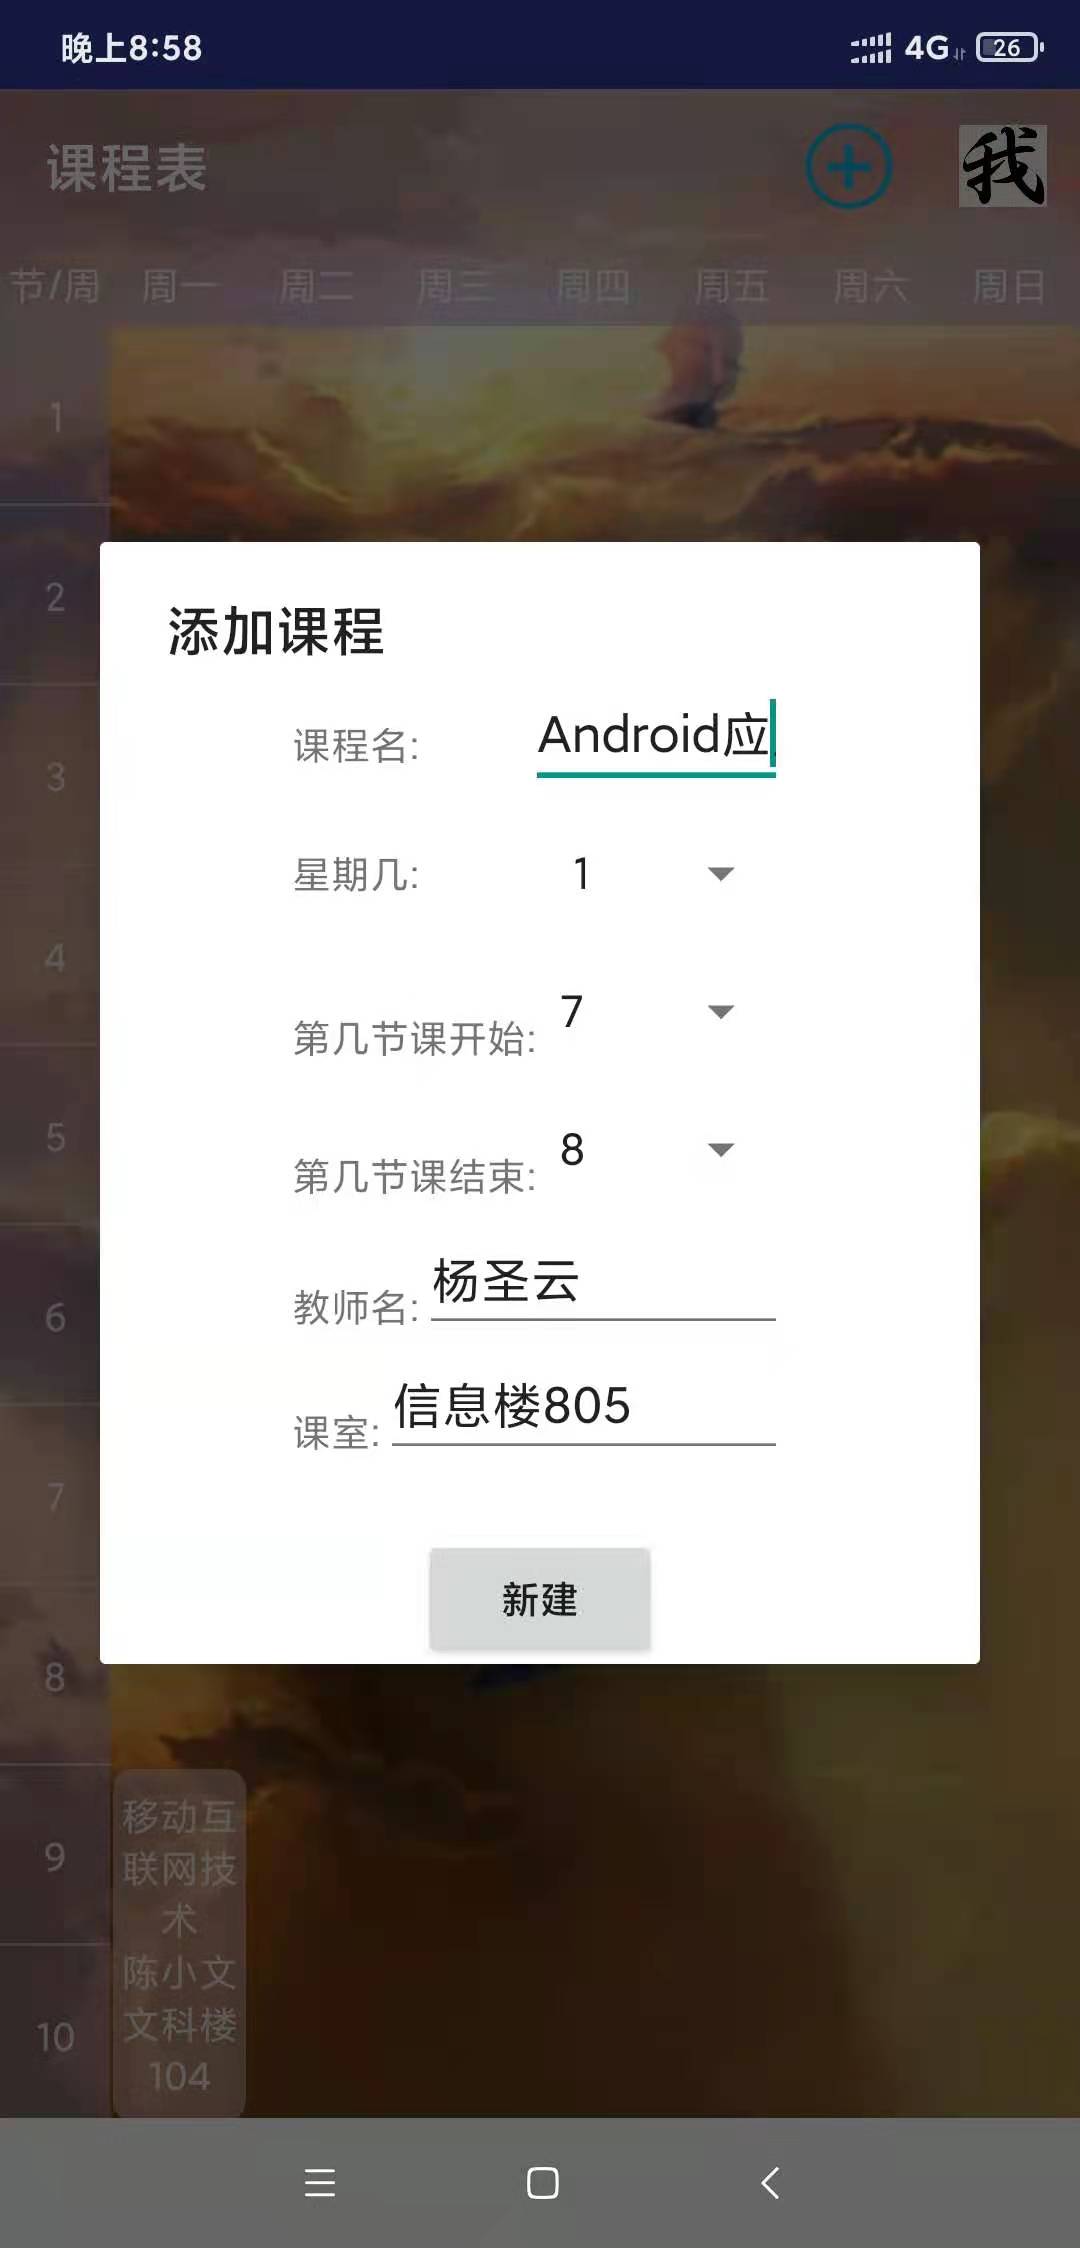 晚上8:58 4G 26
课程表 我
节/周 周一 周二 周三 周四 周五 周六 周日
1
2
添加课程
课程名: Android应
3
星期几: 1
4
第几节课开始: 7
5
第几节课结束: 8
6
教师名: 杨圣云
课室: 信息楼805
7
新建
8
移动互
9
联网技
术
陈小文
10
文科楼
104